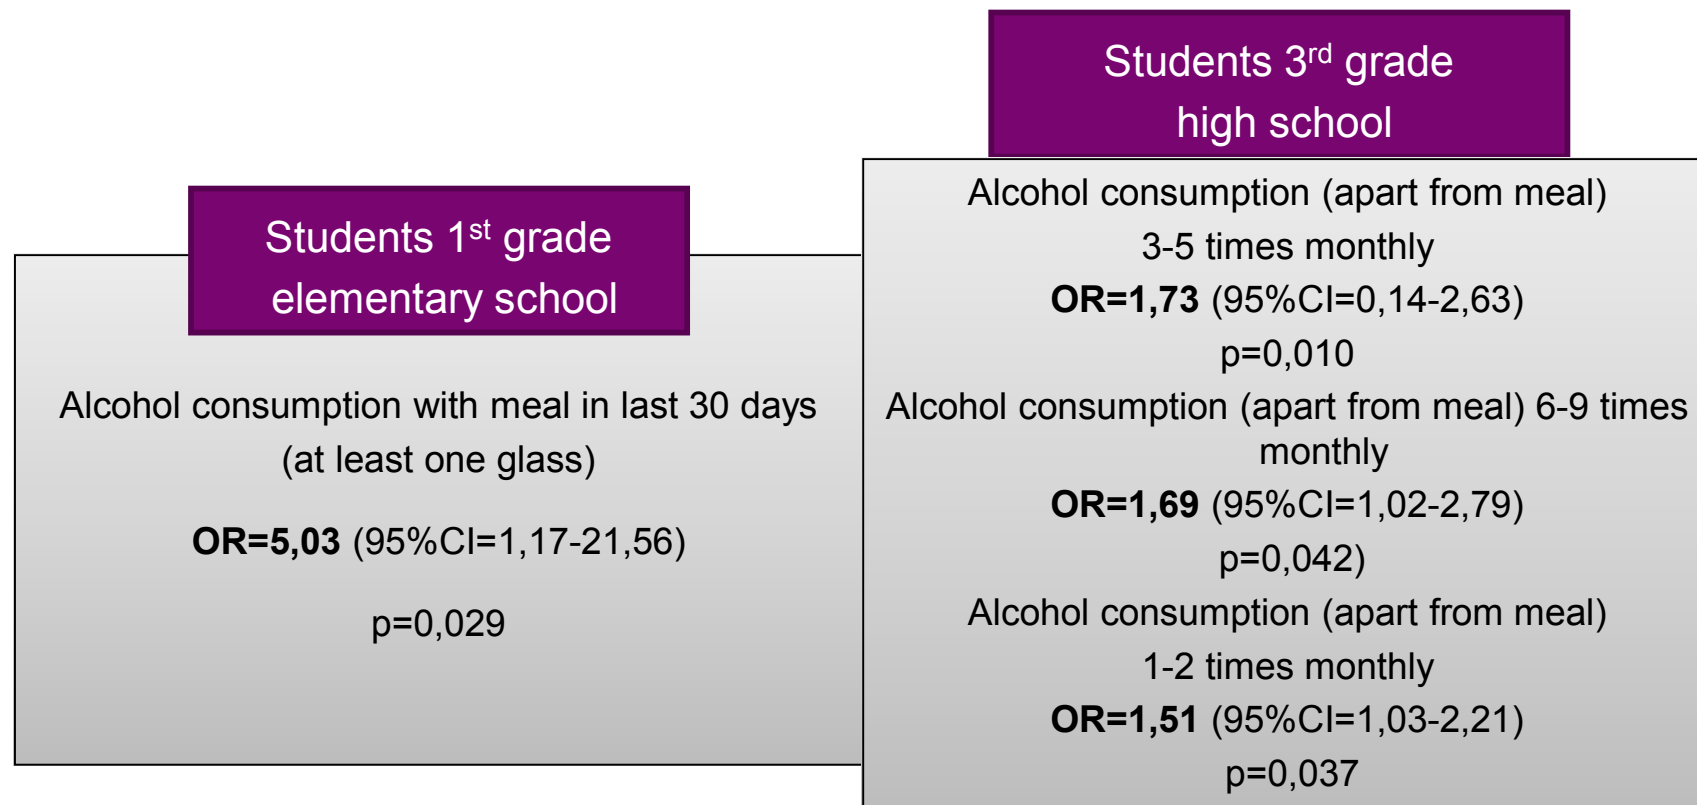 Students 1st grade
elementary school
Alcohol consumption with meal in last 30 days
(at least one glass)
OR=5,03 (95%CI=1,17-21,56)
p=0,029
Students 3rd grade
high school
Alcohol consumption (apart from meal)
3-5 times monthly
OR=1,73 (95%CI=0,14-2,63)
p=0,010
Alcohol consumption (apart from meal) 6-9 times
monthly
OR=1,69 (95%CI=1,02-2,79)
p=0,042)
Alcohol consumption (apart from meal)
1-2 times monthly
OR=1,51 (95%CI=1,03-2,21)
p=0,037